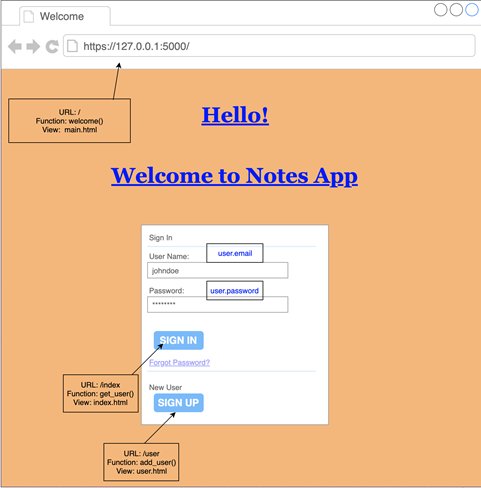 Welcome
https://127.0.0.1:5000/
URL: /
Function: welcome()
View: main.html
Hello!
Welcome to Notes App
Sign In
User Name:
user.email
johndoe
Password:
user.password
********
SIGN IN
Forgot Password?
URL: /index
Function: get_user()
View: index.html
New User
SIGN UP
URL: /user
Function: add_user()
View: user.html